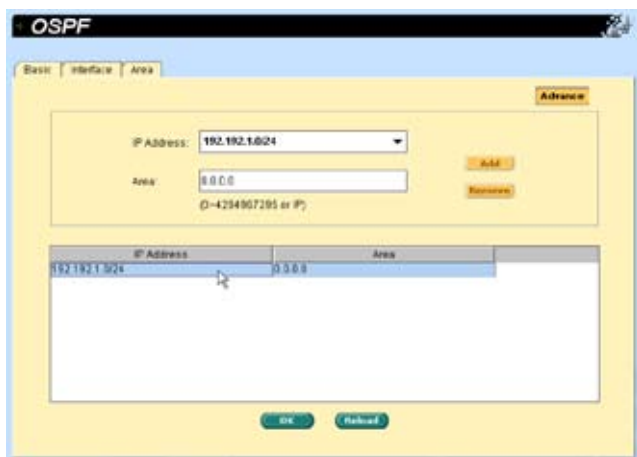 OSPF
Basic Interface Area
Advance
IP Address: 192.192.1.0/24
Add
Area: 0.0.0.0
Remove
(0~4294967295 or IP)
IP Address Area
192.192.1.0/24 0.0.0.0
OK Reload